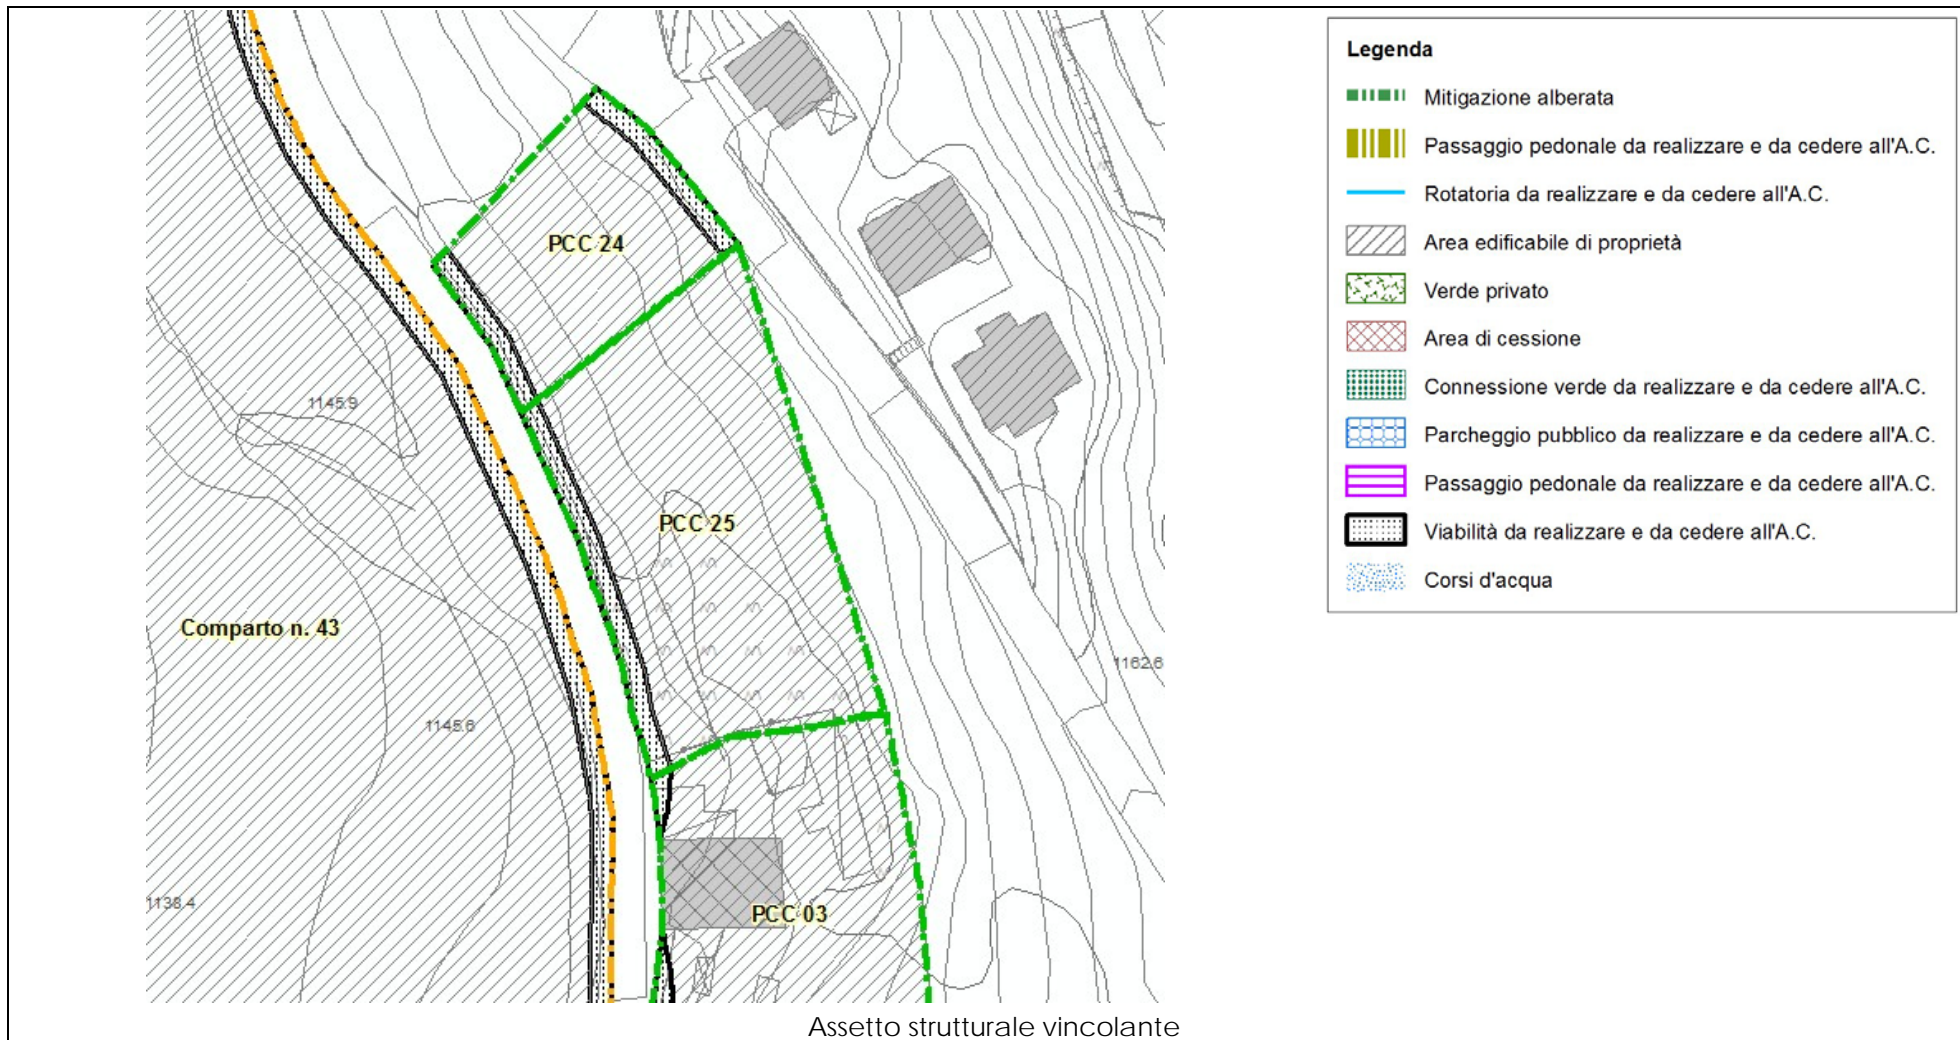 PCC 24
1145.9
PCC 25
Comparto n. 43
1162.6
1145.6
1138.4
PCC 03
Legenda
Mitigazione alberata
Passaggio pedonale da realizzare e da cedere all'A.C.
Rotatoria da realizzare e da cedere all'A.C.
Area edificabile di proprietà
Verde privato
Area di cessione
Connessione verde da realizzare e da cedere all'A.C.
Parcheggio pubblico da realizzare e da cedere all'A.C.
Passaggio pedonale da realizzare e da cedere all'A.C.
Viabilità da realizzare e da cedere all'A.C.
Corsi d'acqua
Assetto strutturale vincolante